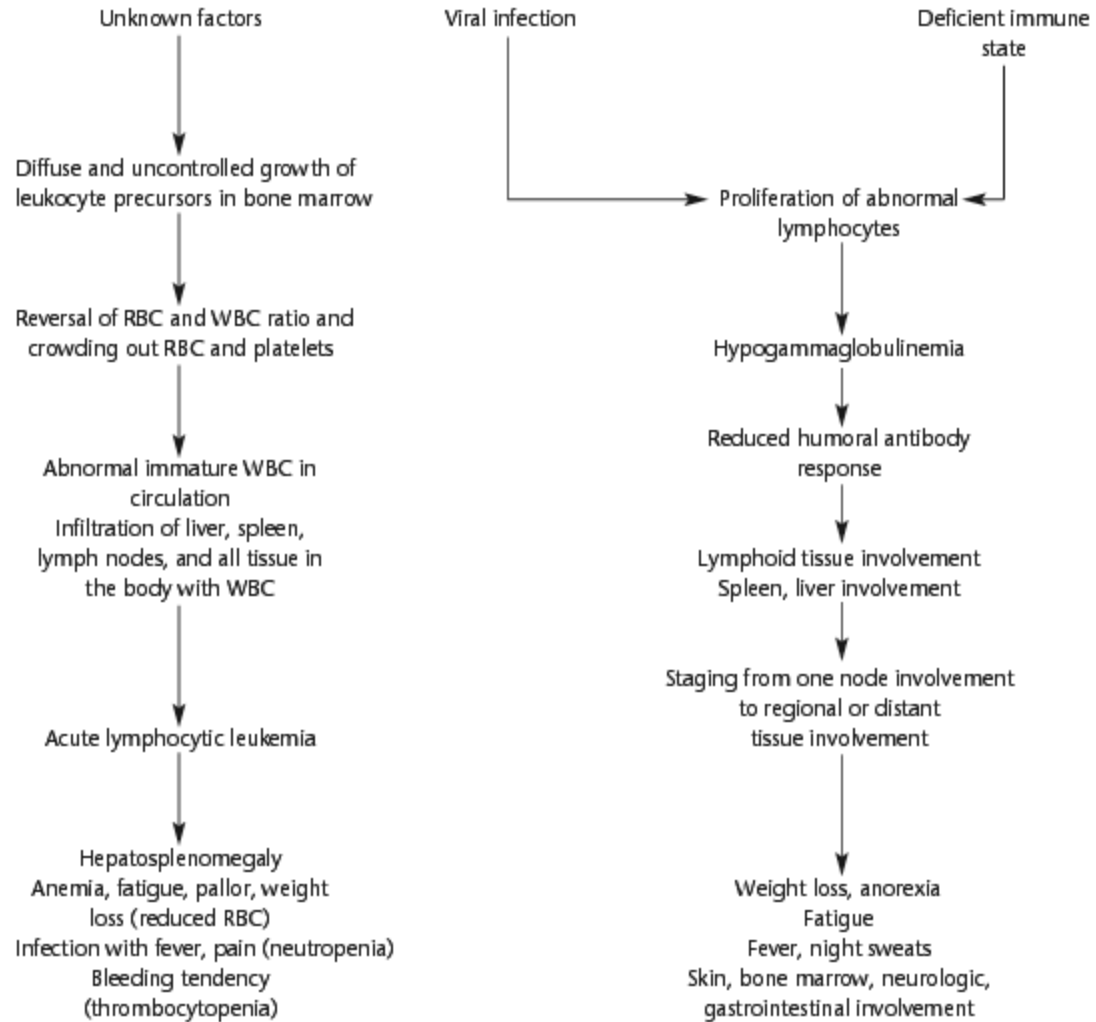 Unknown factors
Diffuse and uncontrolled growth of
leukocyte precursors in bone marrow
Reversal of RBC and WBC ratio and
crowding out RBC and platelets
Abnormal immature WBC in
circulation
Infiltration of liver, spleen,
lymph nodes, and all tissue in
the body with WBC
Acute lymphocytic leukemia
Hepatosplenomegaly
Anemia, fatigue, pallor, weight
loss (reduced RBC)
Infection with fever, pain (neutropenia)
Bleeding tendency
(thrombocytopenia)
Viral infection
Deficient immune
state
Proliferation of abnormal
lymphocytes
Hypogammaglobulinemia
Reduced humoral antibody
response
Lymphoid tissue involvement
Spleen, liver involvement
Staging from one node involvement
to regional or distant
tissue involvement
Weight loss, anorexia
Fatigue
Fever, night sweats
Skin, bone marrow, neurologic,
gastrointestinal involvement